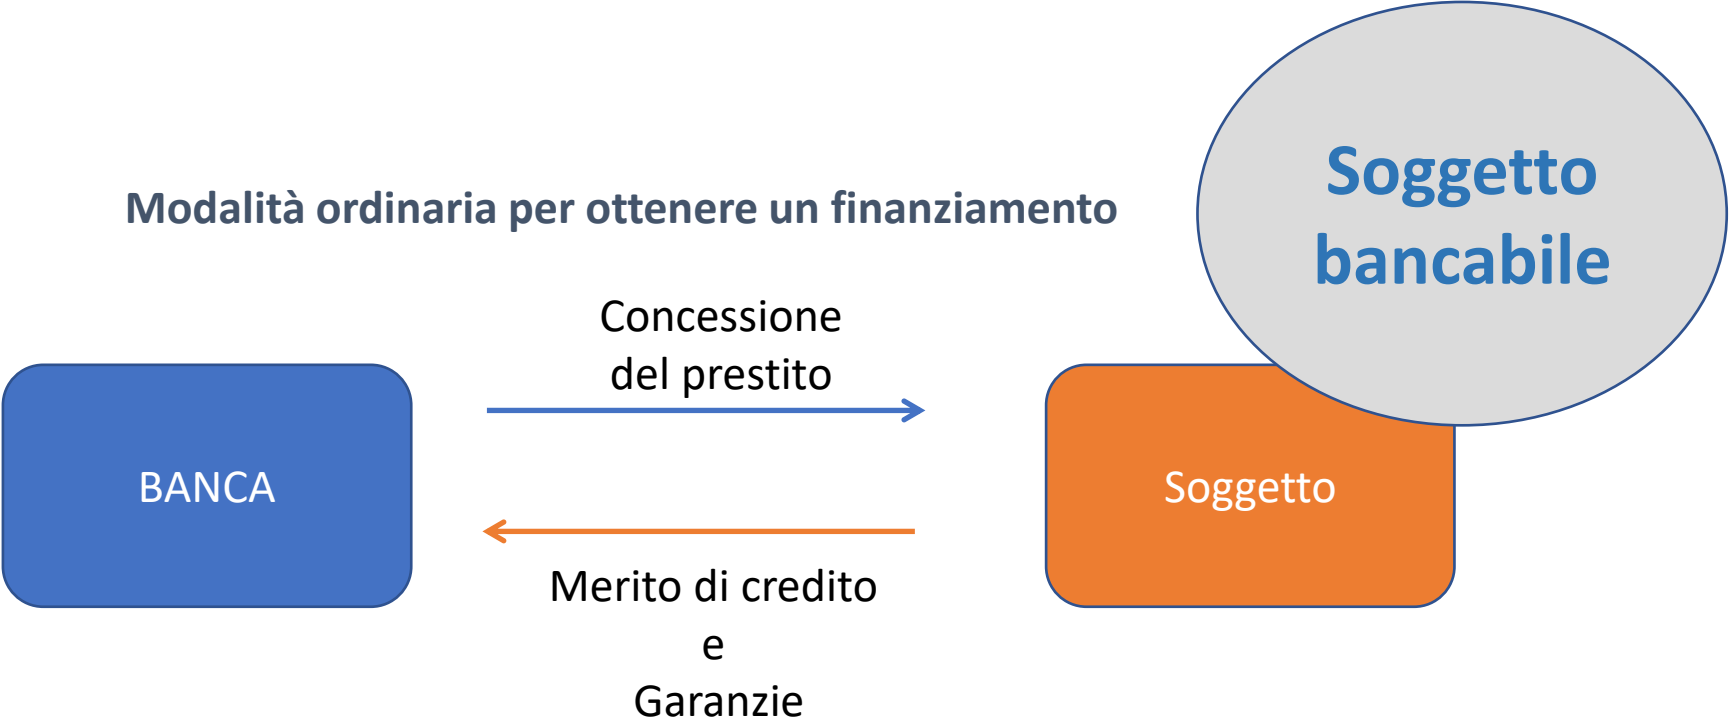 Modalità ordinaria per ottenere un finanziamento
Soggetto
bancabile
Concessione
del prestito
BANCA
Soggetto
Merito di credito
e
Garanzie